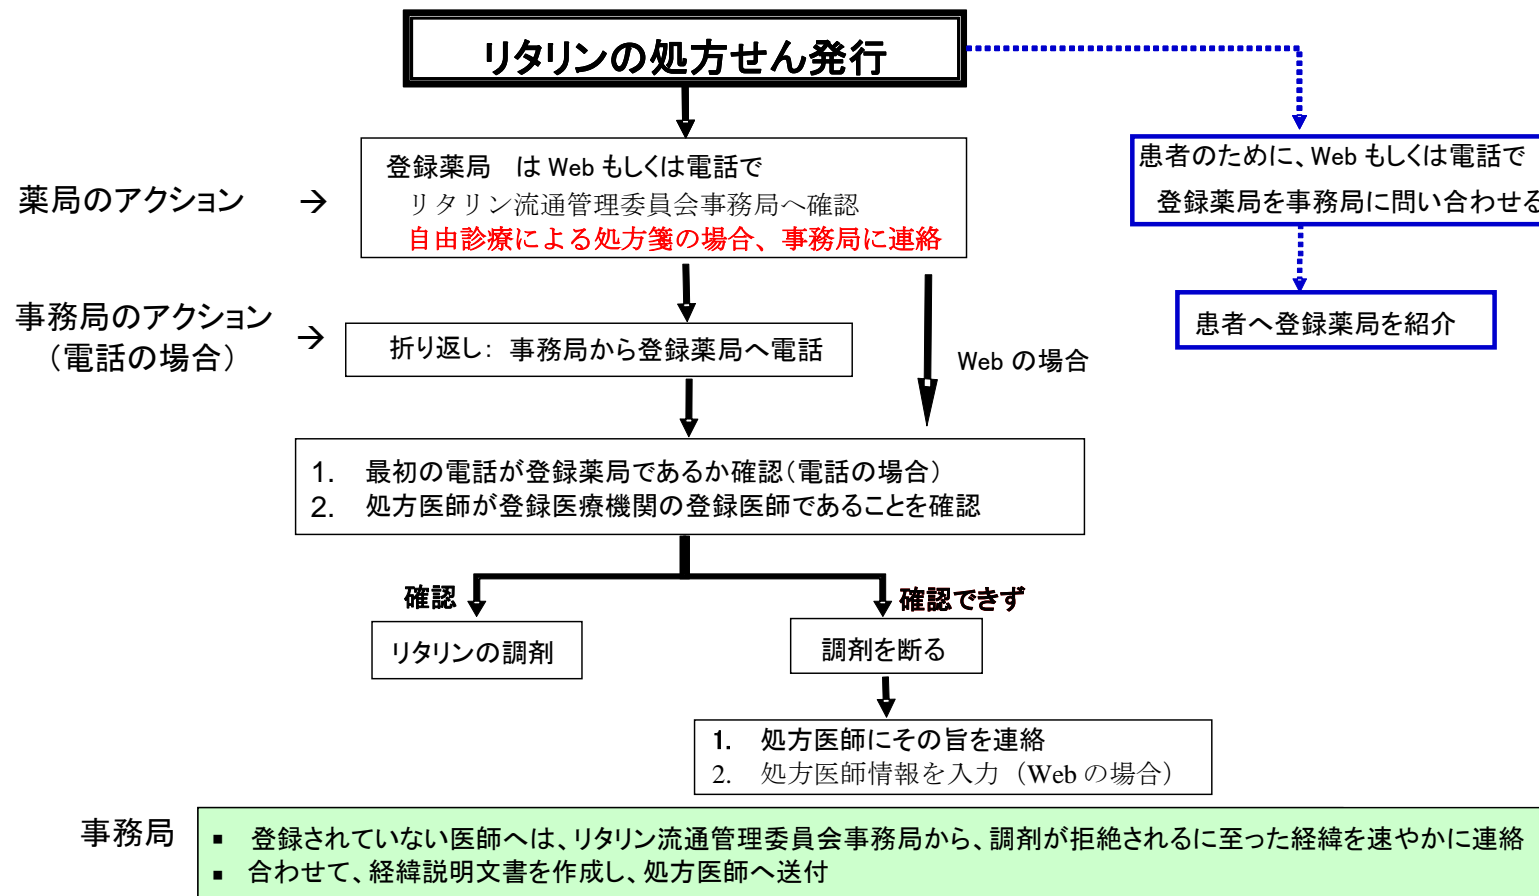 リタリンの処方せん発行
登録薬局　は Web もしくは電話で
リタリン流通管理委員会事務局へ確認
自由診療による処方箋の場合、事務局に連絡
薬局のアクション →
患者のために、Web もしくは電話で
登録薬局を事務局に問い合わせる
患者へ登録薬局を紹介
事務局のアクション →
（電話の場合）
折り返し： 事務局から登録薬局へ電話
Web の場合
1. 最初の電話が登録薬局であるか確認（電話の場合）
2. 処方医師が登録医療機関の登録医師であることを確認
確認
確認できず
リタリンの調剤
調剤を断る
1. 処方医師にその旨を連絡
2. 処方医師情報を入力（Web の場合）
事務局
▪ 登録されていない医師へは、リタリン流通管理委員会事務局から、調剤が拒絶されるに至った経緯を速やかに連絡
▪ 合わせて、経緯説明文書を作成し、処方医師へ送付